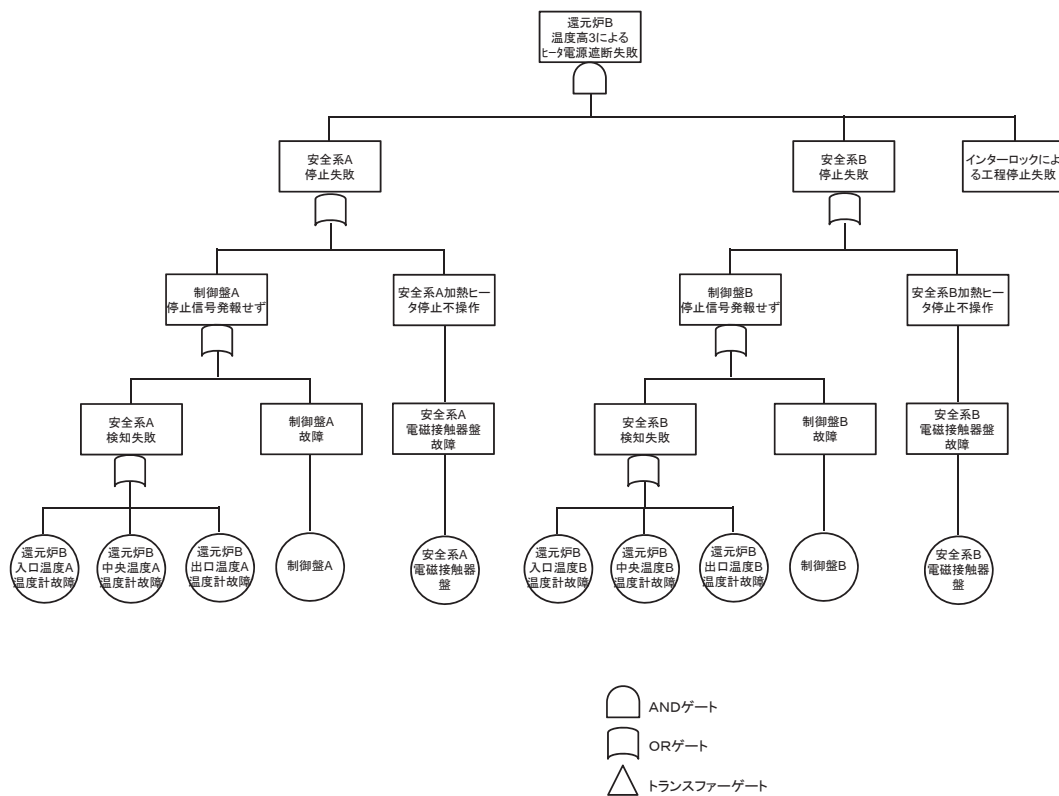 還元炉B
温度高3による
ヒータ電源遮断失敗
安全系A
停止失敗
安全系B
停止失敗
インターロックによ
る工程停止失敗
制御盤A
停止信号発報せず
安全系A加熱ヒー
タ停止不操作
制御盤B
停止信号発報せず
安全系B加熱ヒー
タ停止不操作
安全系A
検知失敗
制御盤A
故障
安全系A
電磁接触器盤
故障
安全系B
検知失敗
制御盤B
故障
安全系B
電磁接触器盤
故障
還元炉B
入口温度A
温度計故障
還元炉B
中央温度A
温度計故障
還元炉B
出口温度A
温度計故障
制御盤A
安全系A
電磁接触器
盤
還元炉B
入口温度B
温度計故障
還元炉B
中央温度B
温度計故障
還元炉B
出口温度B
温度計故障
制御盤B
安全系B
電磁接触器
盤
ANDゲート
ORゲート
トランスファーゲート